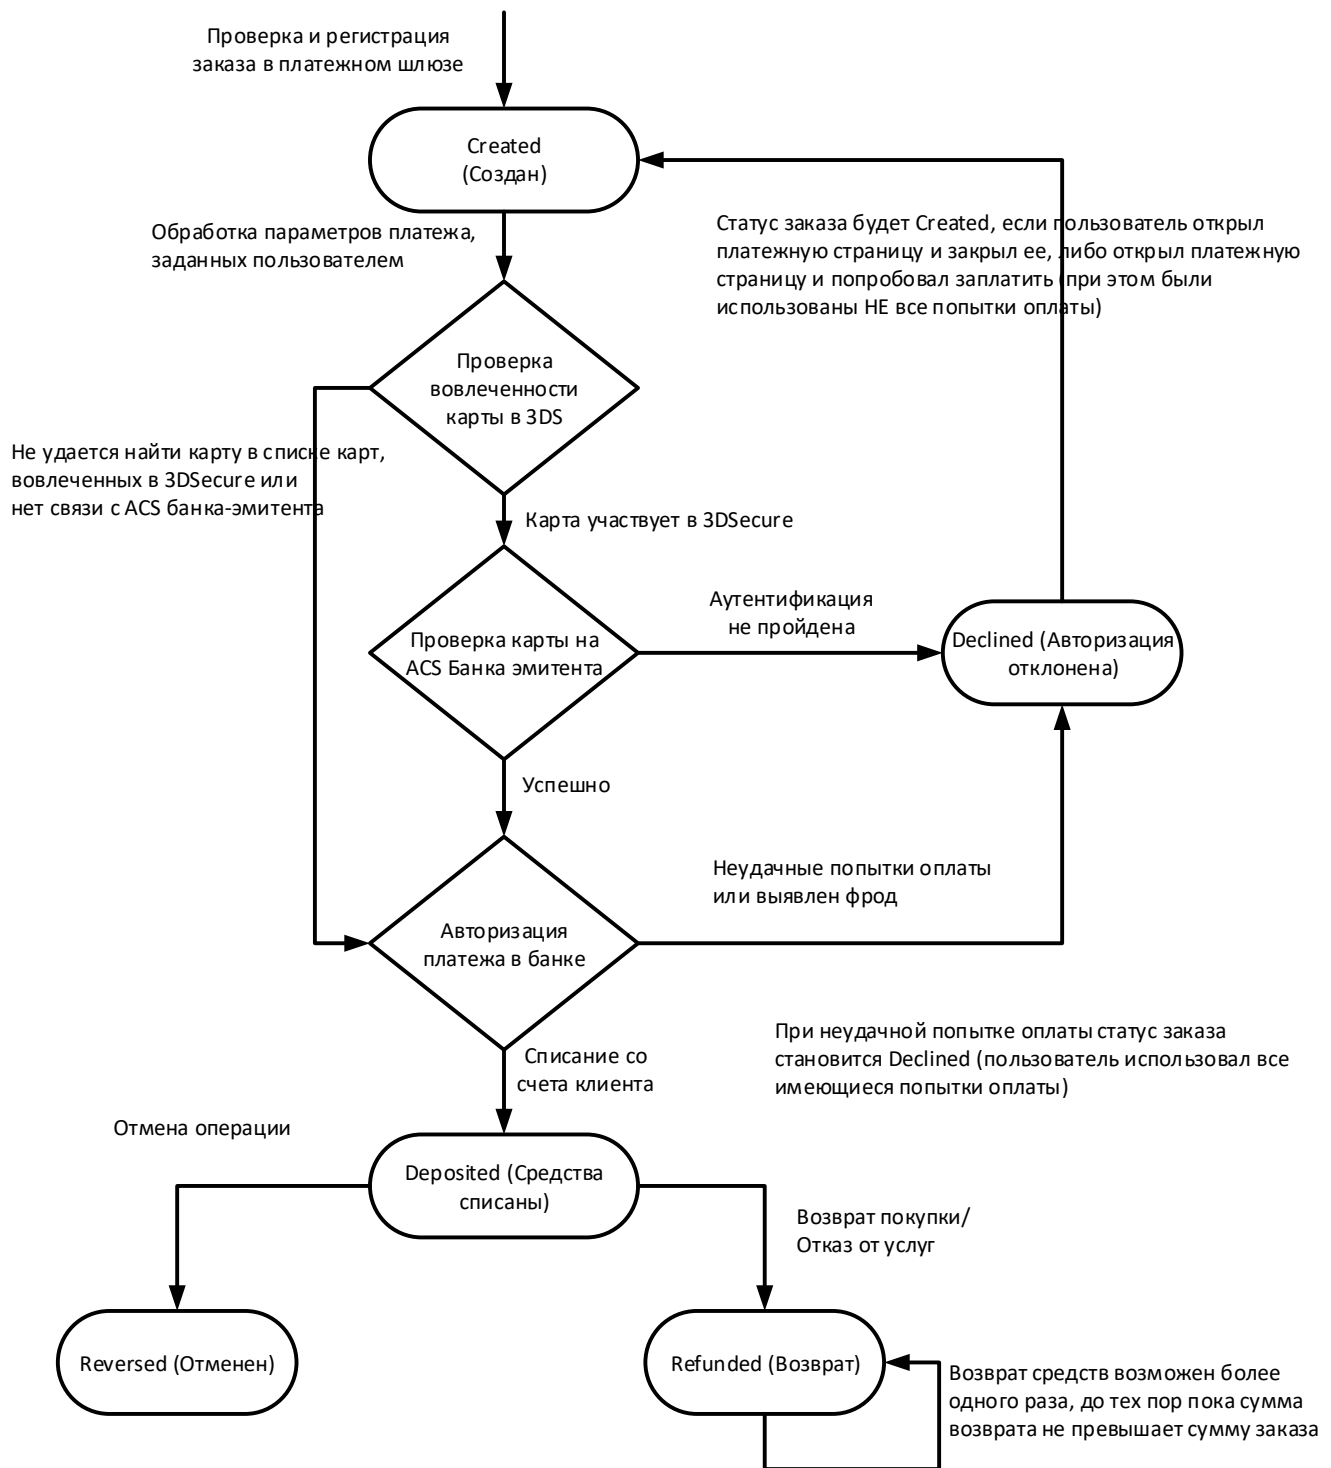 Проверка и регистрация
заказа в платежном шлюзе
Created
(Создан)
Обработка параметров платежа,
заданных пользователем
Статус заказа будет Created, если пользователь открыл
платежную страницу и закрыл ее, либо открыл платежную
страницу и попробовал заплатить (при этом были
использованы НЕ все попытки оплаты)
Проверка
вовлеченности
карты в 3DS
Не удается найти карту в списке карт,
вовлеченных в 3DSecure или
нет связи с ACS банка-эмитента
Карта участвует в 3DSecure
Аутентификация
не пройдена
Проверка карты на
ACS Банка эмитента
Declined (Авторизация
отклонена)
Успешно
Неудачные попытки оплаты
или выявлен фрод
Авторизация
платежа в банке
При неудачной попытке оплаты статус заказа
становится Declined (пользователь использовал все
имеющиеся попытки оплаты)
Списание со
счета клиента
Отмена операции
Deposited (Средства
списаны)
Возврат покупки/
Отказ от услуг
Reversed (Отменен)
Refunded (Возврат)
Возврат средств возможен более
одного раза, до тех пор пока сумма
возврата не превышает сумму заказа